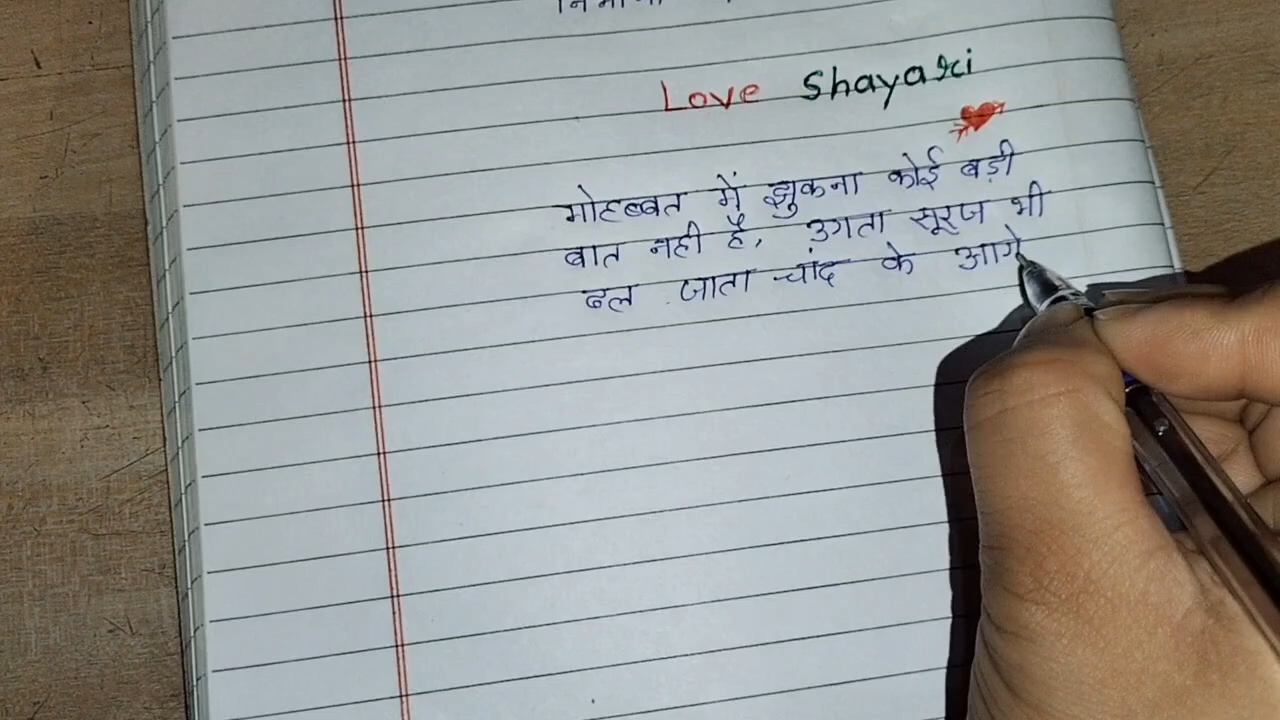 Love Shayari
मोहब्बत में झुकना कोई बड़ी
बात नही है, उगता सूरज भी
ढल जाता चांद के आगे